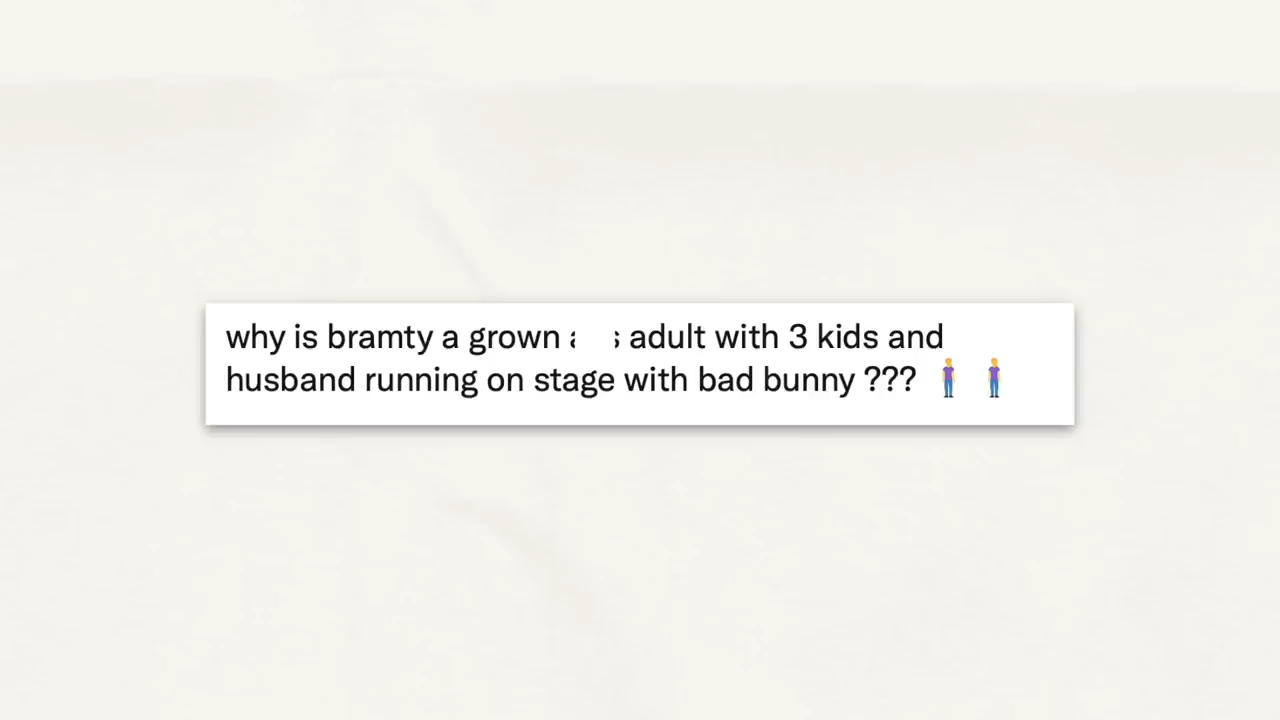 why is bramty a grown adult with 3 kids and
husband running on stage with bad bunny ??? 🧍‍♀️ 🧍‍♀️